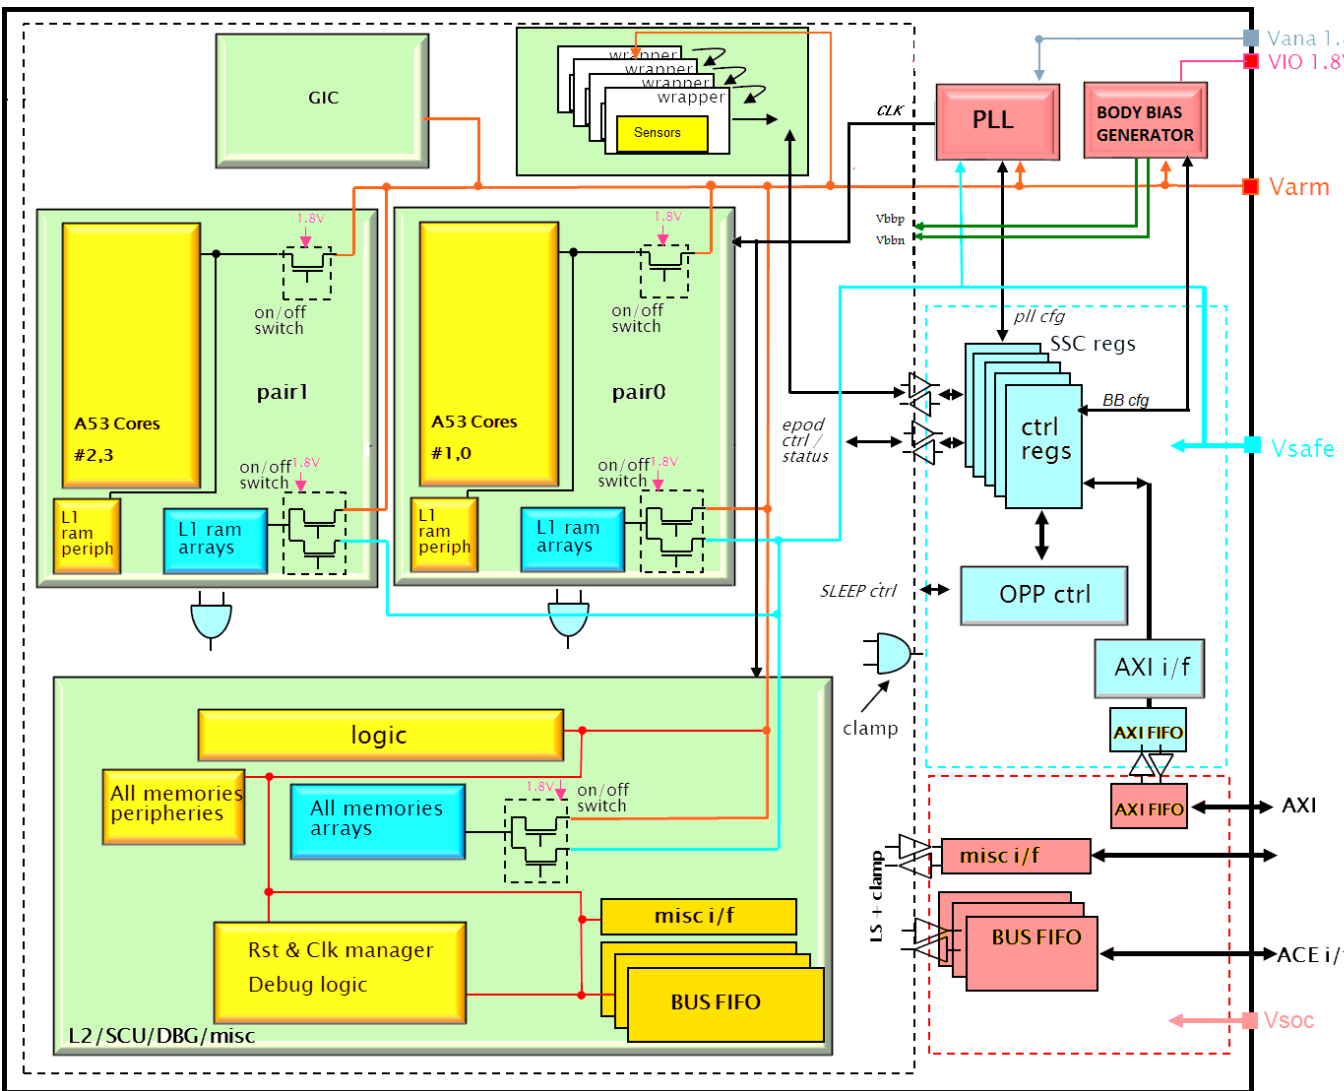 GIC
wrapper
wrapper
wrapper
wrapper
Sensors
CLK
PLL
BODY BIAS
GENERATOR
Vana 1.
VIO 1.8V
Varm
Vbbp
Vbbn
1.8V
on/off
switch
pair1
A53 Cores
#2,3
on/off
switch
1.8V
L1
ram
periph
L1 ram
arrays
1.8V
on/off
switch
pair0
A53 Cores
#1,0
on/off
switch
1.8V
L1
ram
periph
L1 ram
arrays
pll cfg
SSC regs
BB cfg
ctrl
regs
epod
ctrl /
status
Vsafe
SLEEP ctrl
OPP ctrl
AXI i/f
clamp
AXI FIFO
AXI FIFO
AXI
logic
All memories
peripheries
All memories
arrays
1.8V
on/off
switch
misc i/f
Rst & Clk manager
Debug logic
BUS FIFO
L2/SCU/DBG/misc
LS + clamp
misc i/f
BUS FIFO
ACE i/
Vsoc